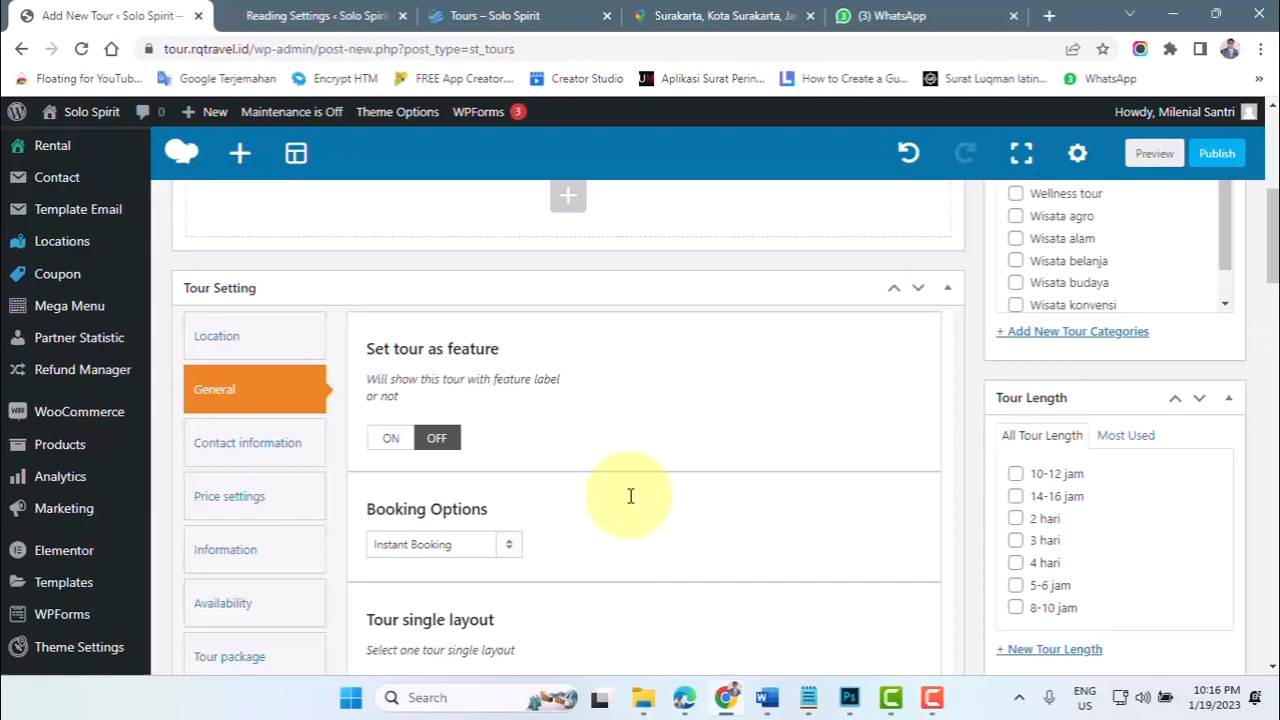 Add New Tour ‹ Solo Spirit —
Reading Settings ‹ Solo Spiri
Tours – Solo Spirit
Surakarta, Kota Surakarta, Ja
(3) WhatsApp
tour.rqtravel.id/wp-admin/post-new.php?post_type=st_tours
Floating for YouTub...
Google Terjemahan
Encrypt HTM
FREE App Creator....
Creator Studio
Aplikasi Surat Perin...
How to Create a Gu...
Surat Luqman latin...
WhatsApp
»
Solo Spirit
0
New
Maintenance is Off
Theme Options
WPForms
3
Howdy, Milenial Santri
Rental
Contact
Template Email
Locations
Coupon
Mega Menu
Partner Statistic
Refund Manager
WooCommerce
Products
Analytics
Marketing
Elementor
Templates
WPForms
Theme Settings
Preview
Publish
Tour Setting
Location
General
Contact information
Price settings
Information
Availability
Tour package
Set tour as feature
Will show this tour with feature label
or not
ON
OFF
Booking Options
Instant Booking
Tour single layout
Select one tour single layout
Wellness tour
Wisata agro
Wisata alam
Wisata belanja
Wisata budaya
Wisata konvensi
+ Add New Tour Categories
Tour Length
All Tour Length
Most Used
10-12 jam
14-16 jam
2 hari
3 hari
4 hari
5-6 jam
8-10 jam
+ New Tour Length
Search
ENG
US
10:16 PM
1/19/2023